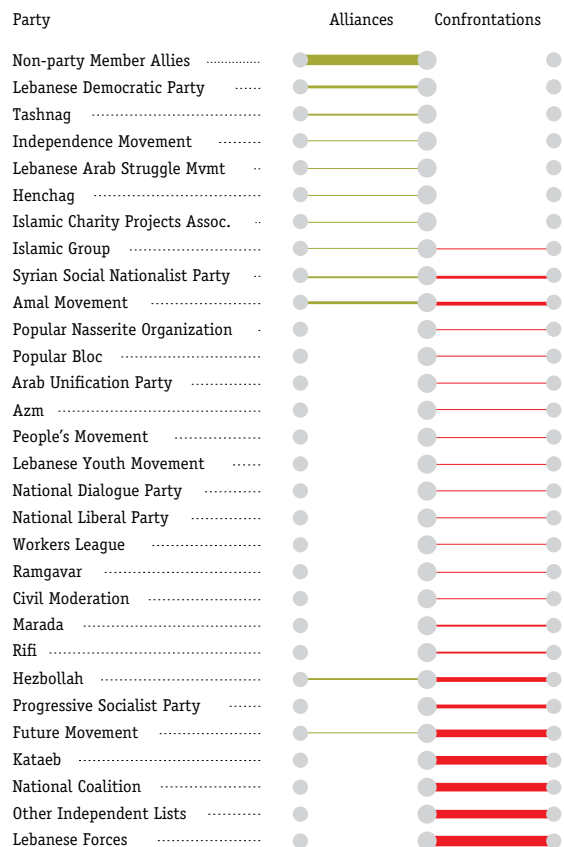 Party Alliances Confrontations
Non-party Member Allies
Lebanese Democratic Party
Tashnag
Independence Movement
Lebanese Arab Struggle Mvmt
Henchag
Islamic Charity Projects Assoc.
Islamic Group
Syrian Social Nationalist Party
Amal Movement
Popular Nasserite Organization
Popular Bloc
Arab Unification Party
Azm
People's Movement
Lebanese Youth Movement
National Dialogue Party
National Liberal Party
Workers League
Ramgavar
Civil Moderation
Marada
Rifi
Hezbollah
Progressive Socialist Party
Future Movement
Kataeb
National Coalition
Other Independent Lists
Lebanese Forces